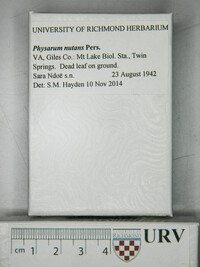 UNIVERSITY OF RICHMOND HERBARIUM
Physarum nutans Pers.
VA, Giles Co.: Mt Lake Biol. Sta., Twin
Springs. Dead leaf on ground.
Sara Ndoé s.n. 23 August 1942
Det: S.M. Hayden 10 Nov 2014
cm 1 2 3 4
URV